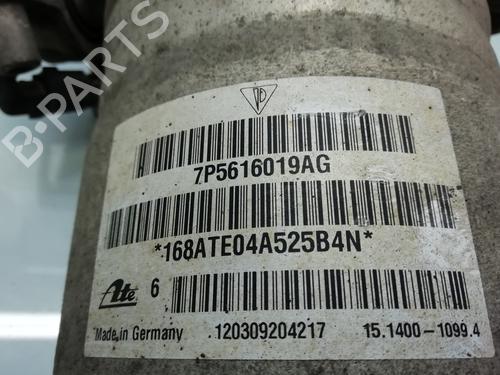 B-PARTS
7P5616019AG
*168ATE04A525B4N*
Ate 6
Made in Germany 120309204217 15.1400-1099.4